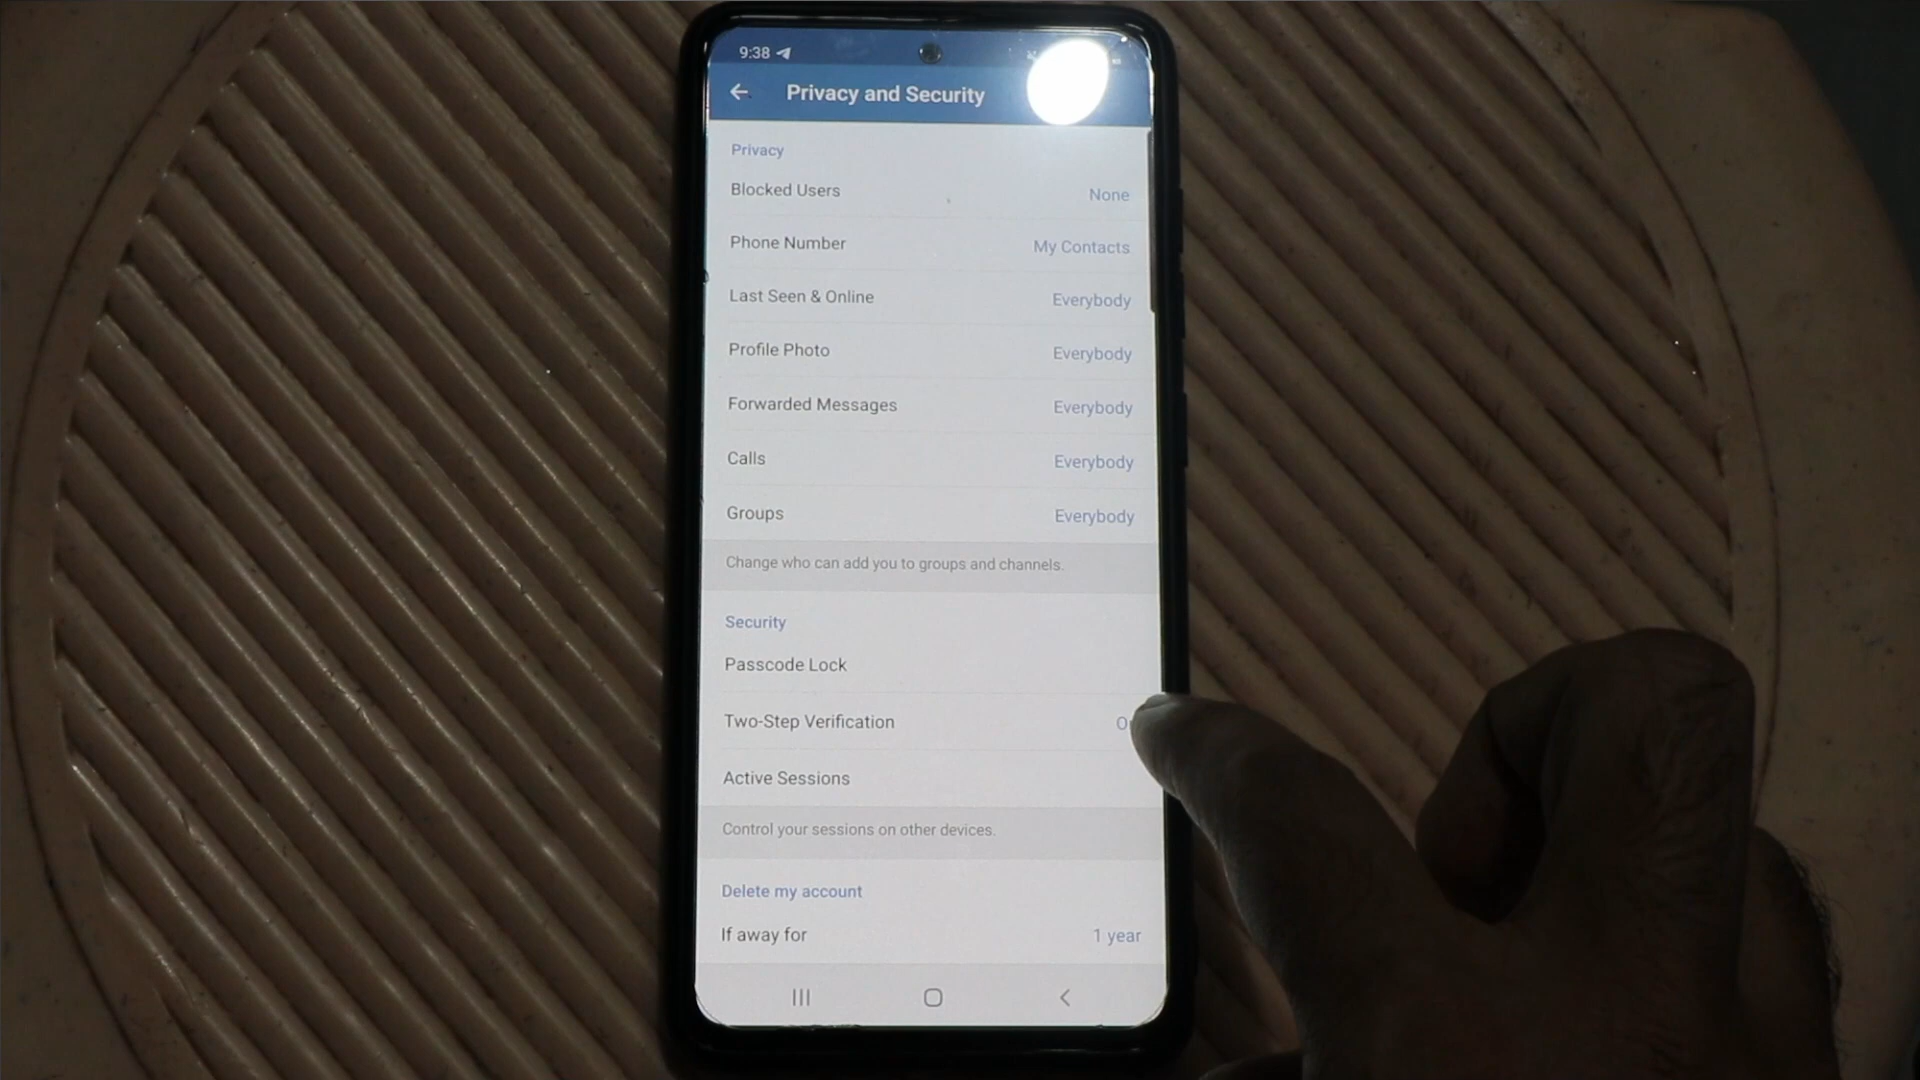 9:38
Privacy and Security
Privacy
Blocked Users None
Phone Number My Contacts
Last Seen & Online Everybody
Profile Photo Everybody
Forwarded Messages Everybody
Calls Everybody
Groups Everybody
Change who can add you to groups and channels.
Security
Passcode Lock
Two-Step Verification
Active Sessions
Control your sessions on other devices.
Delete my account
If away for 1 year